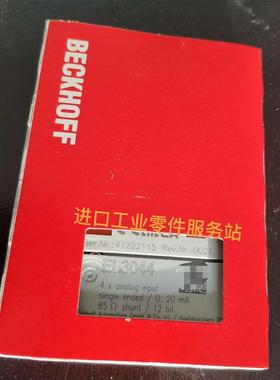 BECKHOFF
进口工业零件服务站
Ser.Nr.: 41222115 Rev.Nr.:0021
EL3044
4 x analog input
single ended / 0...20 mA
85 Ω shunt / 12 bit